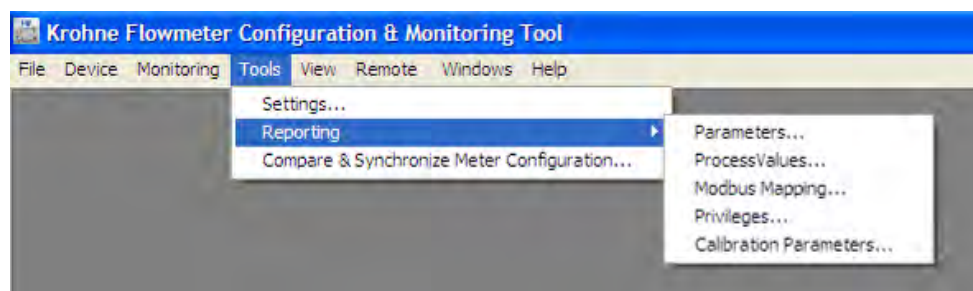 Krohne Flowmeter Configuration & Monitoring Tool
File Device Monitoring Tools View Remote Windows Help
Settings...
Reporting
Compare & Synchronize Meter Configuration...
Parameters...
ProcessValues...
Modbus Mapping...
Privileges...
Calibration Parameters...